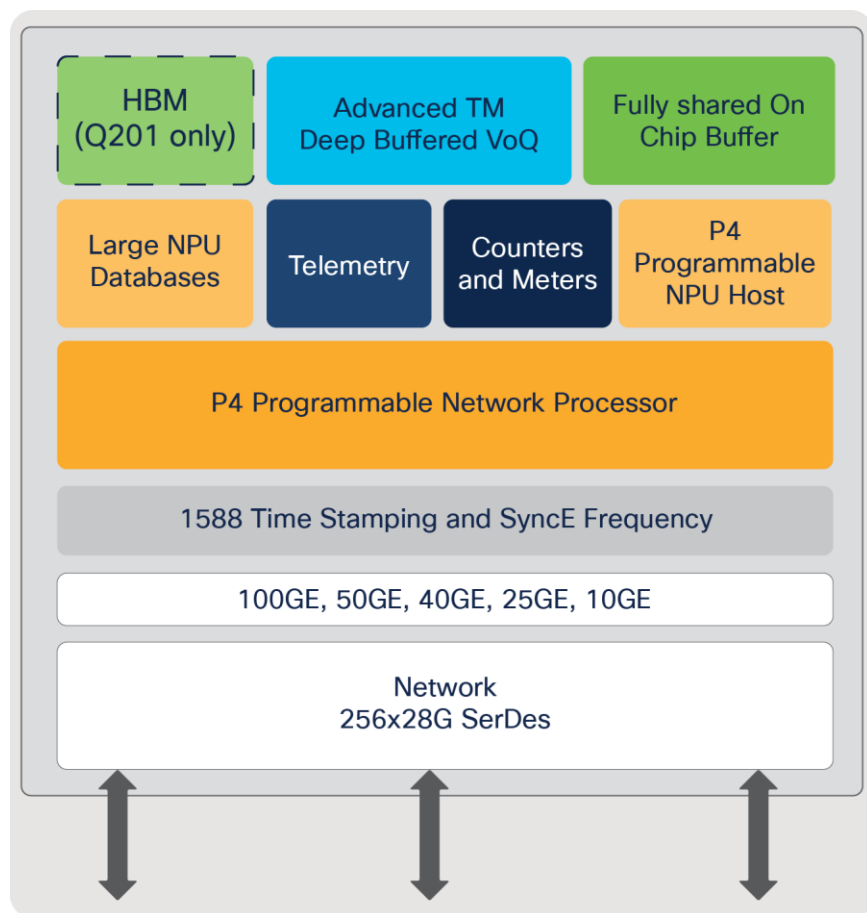 HBM
(Q201 only)
Advanced TM
Deep Buffered VoQ
Fully shared On
Chip Buffer
Large NPU
Databases
Telemetry
Counters
and Meters
P4
Programmable
NPU Host
P4 Programmable Network Processor
1588 Time Stamping and SyncE Frequency
100GE, 50GE, 40GE, 25GE, 10GE
Network
256x28G SerDes